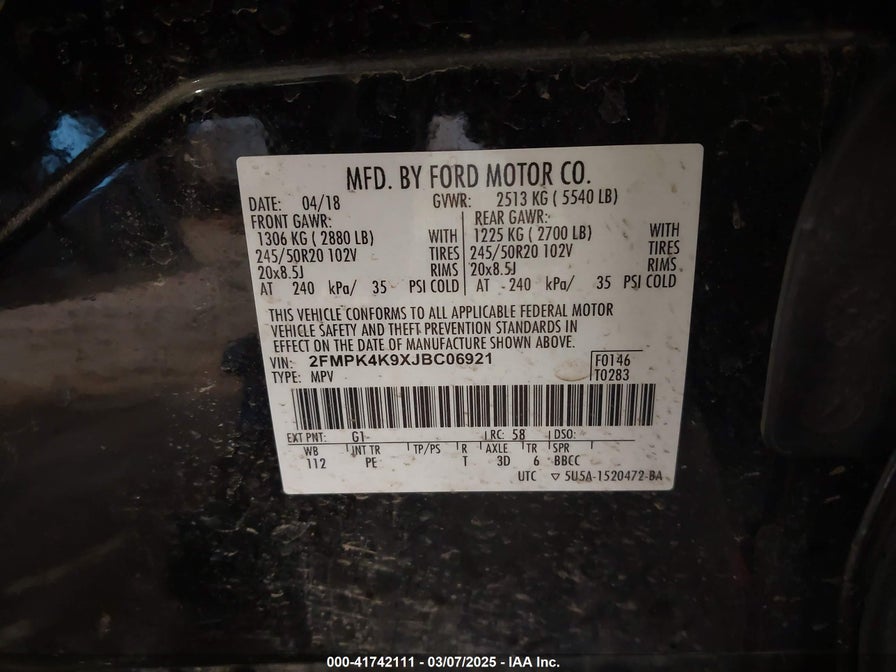 MFD. BY FORD MOTOR CO.
DATE: 04/18 GVWR: 2513 KG ( 5540 LB)
FRONT GAWR: REAR GAWR:
1306 KG ( 2880 LB) WITH 1225 KG ( 2700 LB) WITH
245/50R20 102V TIRES 245/50R20 102V TIRES
20x8.5J RIMS 20x8.5J RIMS
AT 240 kPa/ 35 PSI COLD AT 240 kPa/ 35 PSI COLD
THIS VEHICLE CONFORMS TO ALL APPLICABLE FEDERAL MOTOR
VEHICLE SAFETY AND THEFT PREVENTION STANDARDS IN
EFFECT ON THE DATE OF MANUFACTURE SHOWN ABOVE.
VIN: 2FMPK4K9XJBC06921 F0146
TYPE: MPV T0283
EXT PNT: G1 RC: 58 DSO:
WB INT TR TP/PS R AXLE TR SPR
112 PE T 3D 6 BBCC
UTC ▽ 5U5A-1520472-BA
000-41742111 - 03/07/2025 - IAA Inc.